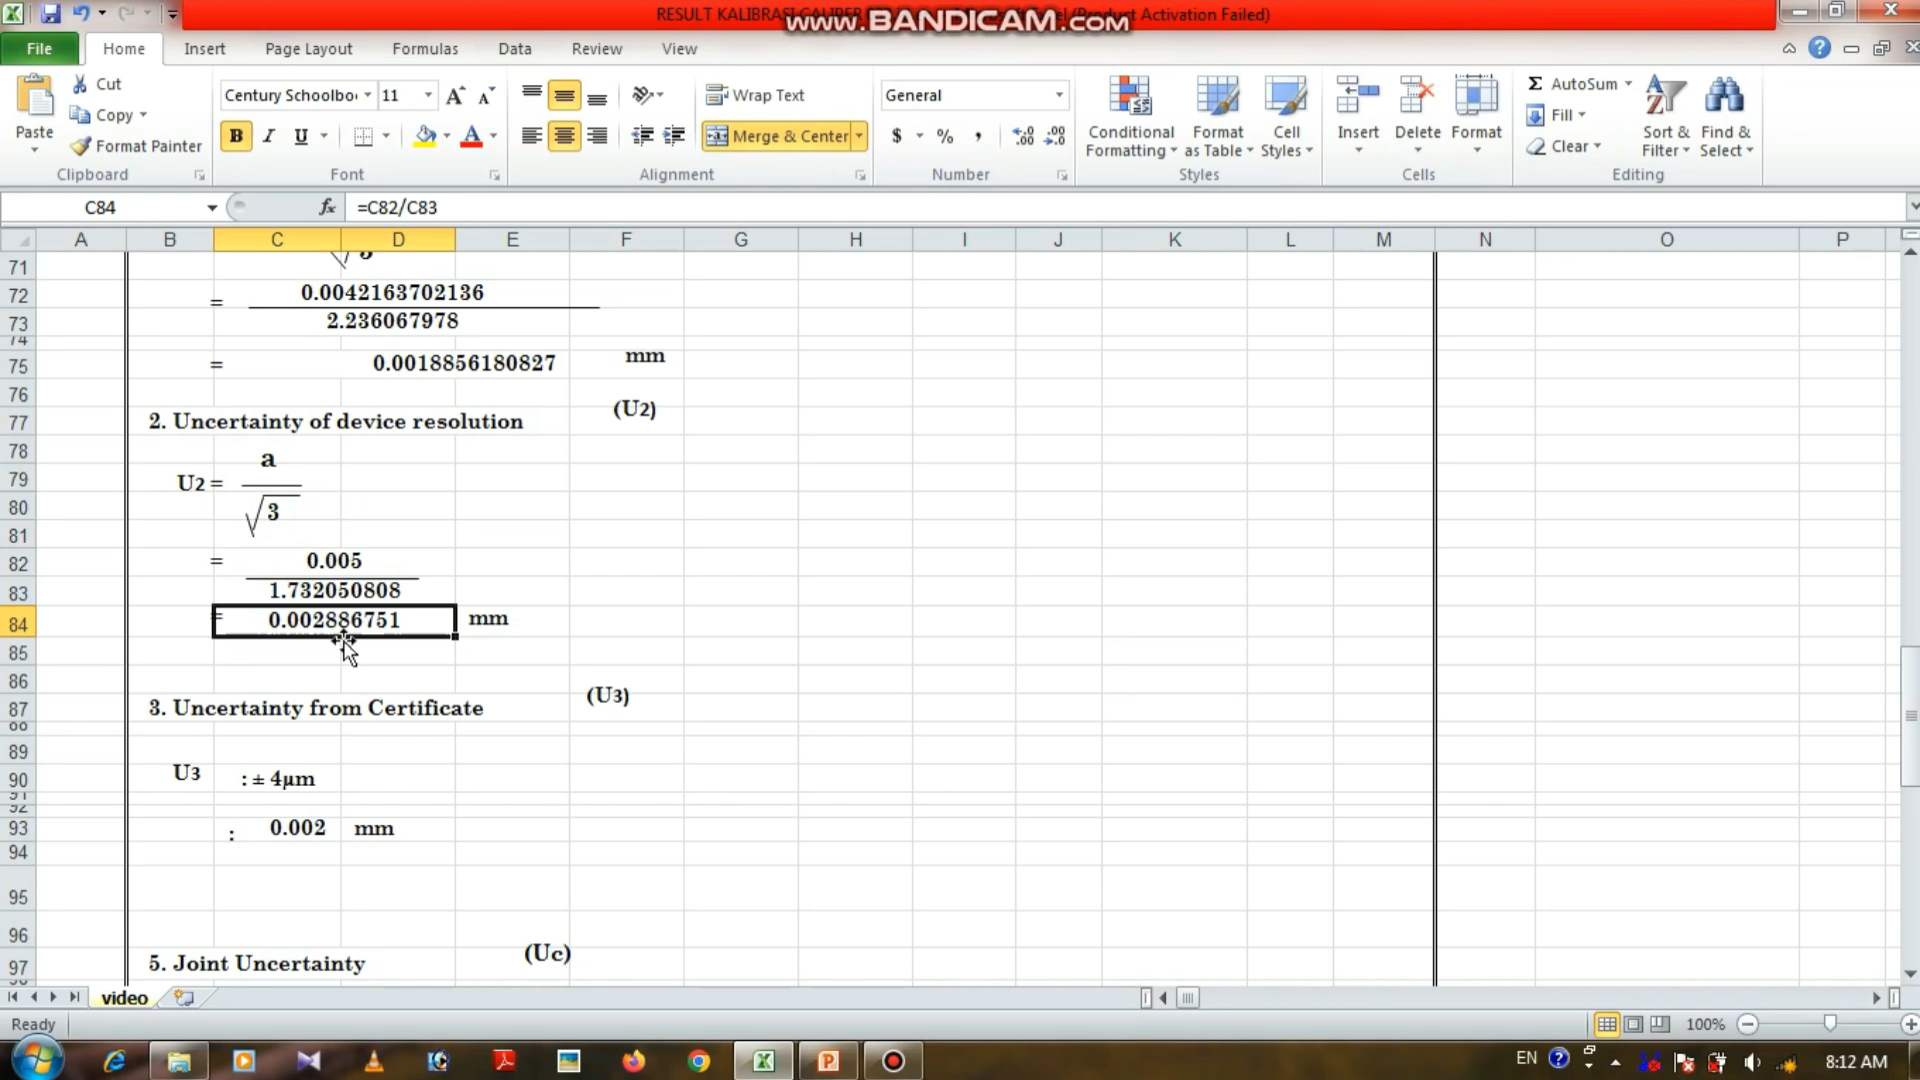 RESULT KALIBRASI CALIPER
(Product Activation Failed)
www.BANDICAM.com
File Home Insert Page Layout Formulas Data Review View
Paste
Cut
Copy
Format Painter
Clipboard
Century Schoolbo 11
B I U
Font
Wrap Text
Merge & Center
Alignment
General
$ % ,
Number
Conditional Formatting
Format as Table
Cell Styles
Styles
Insert
Delete
Format
Cells
Σ AutoSum
Fill
Clear
Sort & Filter
Find & Select
Editing
C84 fx =C82/C83
A B C D E F G H I J K L M N O P
71
72 = 0.0042163702136
73 2.236067978
74
75 = 0.0018856180827 mm
76
77 2. Uncertainty of device resolution (U2)
78 a
79 U2 =
80 √3
81
82 = 0.005
83 1.732050808
84 = 0.002886751 mm
85
86
87 3. Uncertainty from Certificate (U3)
88
89
90 U3 : ± 4µm
91
92
93 : 0.002 mm
94
95
96
97 5. Joint Uncertainty (Uc)
video
Ready
100%
EN
8:12 AM